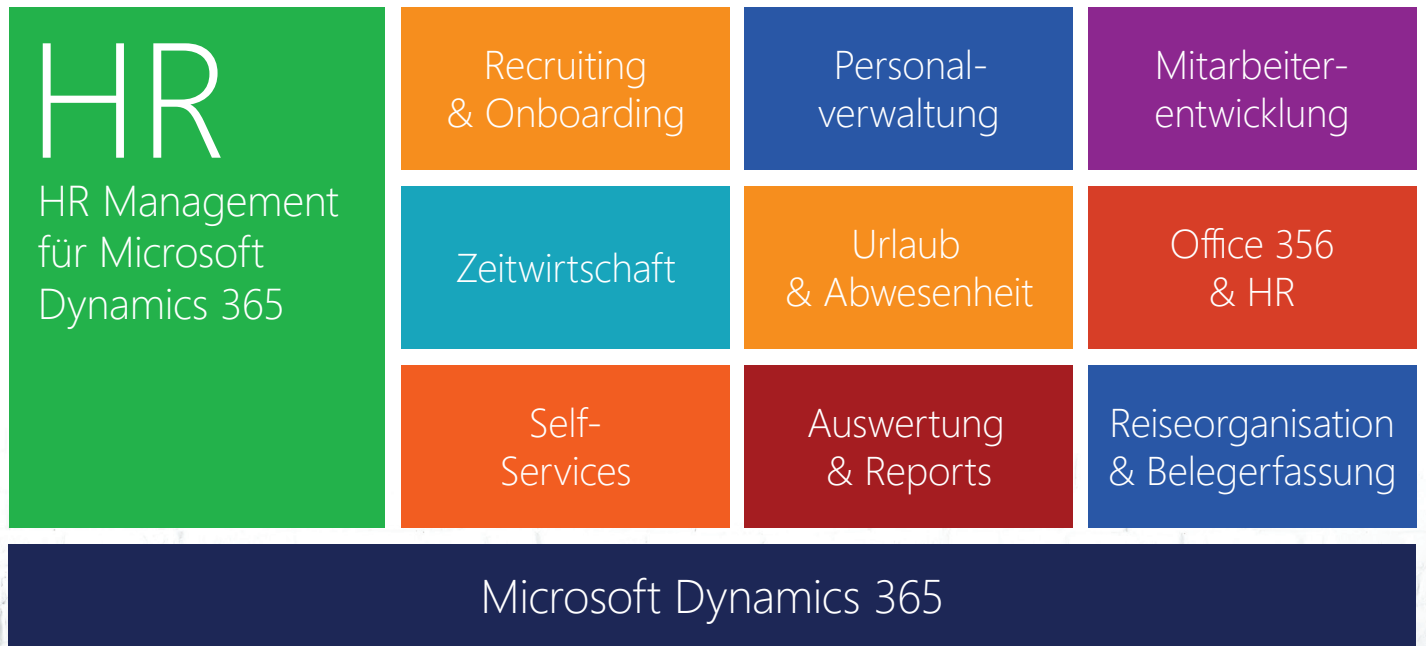 HR
HR Management
für Microsoft
Dynamics 365
Recruiting
& Onboarding
Personal-
verwaltung
Mitarbeiter-
entwicklung
Zeitwirtschaft
Urlaub
& Abwesenheit
Office 356
& HR
Self-
Services
Auswertung
& Reports
Reiseorganisation
& Belegerfassung
Microsoft Dynamics 365